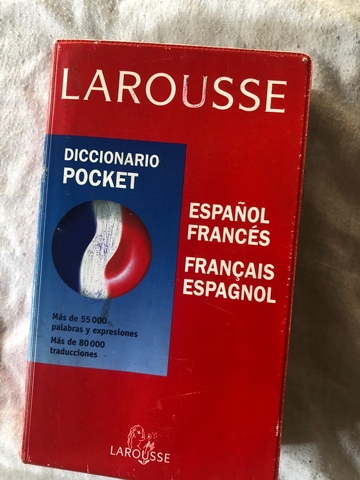 LAROUSSE
DICCIONARIO
POCKET
ESPAÑOL
FRANCÉS
FRANÇAIS
ESPAGNOL
Más de 55 000
palabras y expresiones
Más de 80 000
traducciones
LAROUSSE